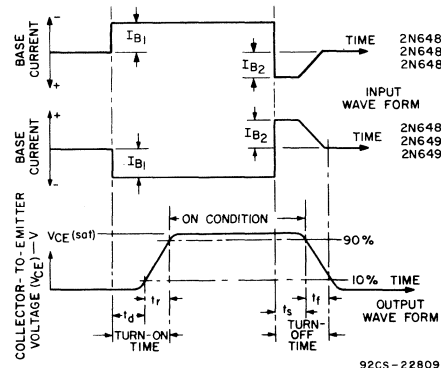 BASE CURRENT
-
+
IB1
IB2
TIME
2N648
2N648
2N648
INPUT
WAVE FORM
BASE CURRENT
+
-
IB1
IB2
TIME
2N648
2N649
2N649
COLLECTOR-TO-EMITTER
VOLTAGE (VCE)—V
VCE (sat)
ON CONDITION
90%
10%
TIME
OUTPUT
WAVE FORM
td
tr
ts
tf
TURN-ON
TIME
TURN-
OFF
TIME
92CS-22809